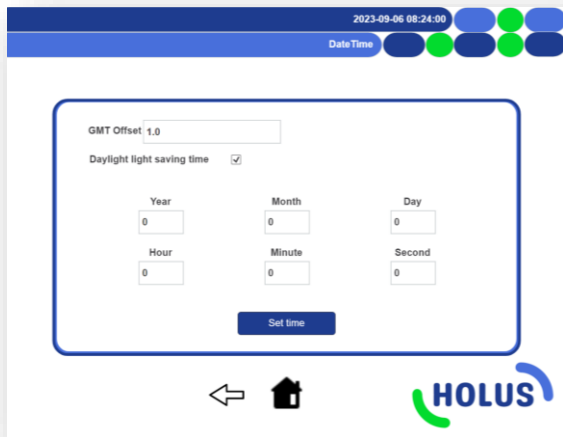 2023-09-06 08:24:00
DateTime
GMT Offset 1.0
Daylight light saving time
Year Month Day
0 0 0
Hour Minute Second
0 0 0
Set time
HOLUS